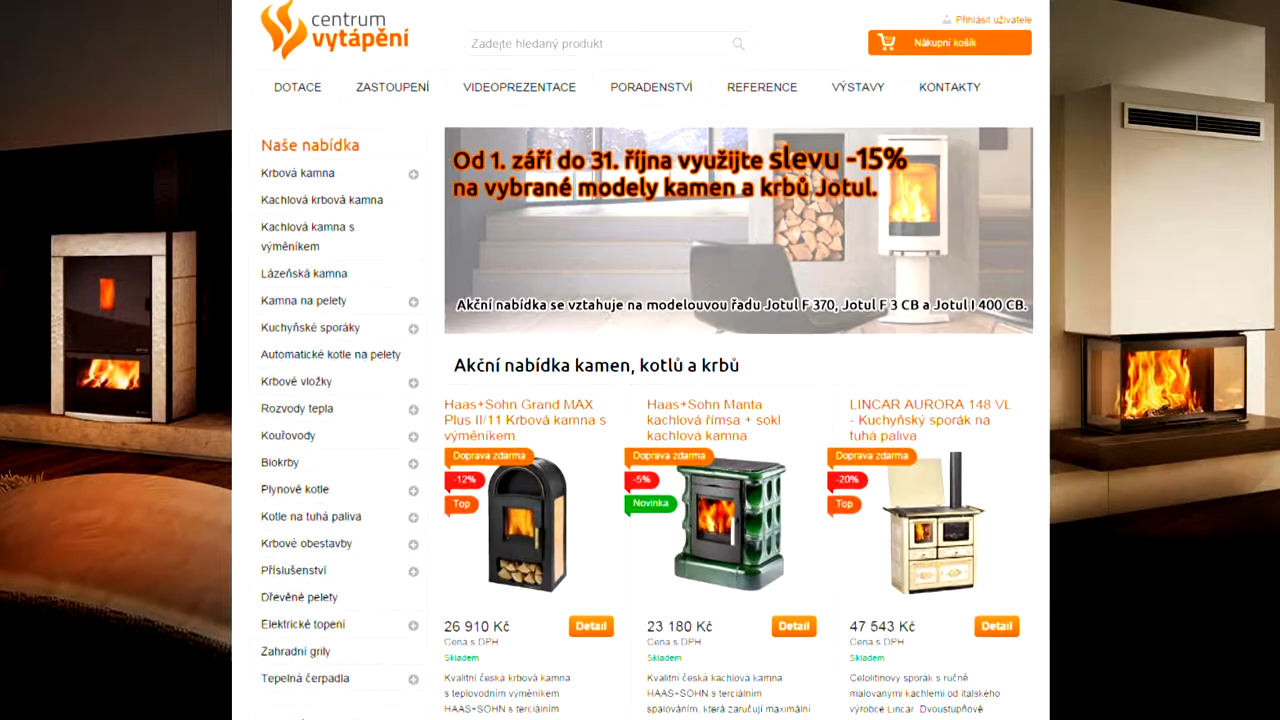 centrum
vytápění
Zadejte hledaný produkt
Přihlásit uživatele
Nákupní košík
DOTACE
ZASTOUPENÍ
VIDEOPREZENTACE
PORADENSTVÍ
REFERENCE
VÝSTAVY
KONTAKTY
Naše nabídka
Krbová kamna
Kachlová krbová kamna
Kachlová kamna s
výměníkem
Lázeňská kamna
Kamna na pelety
Kuchyňské sporáky
Automatické kotle na pelety
Krbové vložky
Rozvody tepla
Kouřovody
Biokrby
Plynové kotle
Kotle na tuhá paliva
Krbové obestavby
Příslušenství
Dřevěné pelety
Elektrické topení
Zahradní grily
Tepelná čerpadla
Od 1. září do 31. října využijte slevu -15%
na vybrané modely kamen a krbů Jotul.
Akční nabídka se vztahuje na modelouvou řadu Jotul F 370, Jotul F 3 CB a Jotul I 400 CB.
Akční nabídka kamen, kotlů a krbů
Haas+Sohn Grand MAX
Plus II/11 Krbová kamna s
výměníkem
Doprava zdarma
-12%
Top
26 910 Kč
Detail
Cena s DPH
Skladem
Kvalitní česká krbová kamna
s teplovodním výměníkem
HAAS+SOHN s terciálním
Haas+Sohn Manta
kachlová římsa + sokl
kachlová kamna
Doprava zdarma
-5%
Novinka
23 180 Kč
Detail
Cena s DPH
Skladem
Kvalitní česká kachlová kamna
HAAS+SOHN s terciálním
spalováním, která zaručují maximální
LINCAR AURORA 148 VL
- Kuchyňský sporák na
tuhá paliva
Doprava zdarma
-20%
Top
47 543 Kč
Detail
Cena s DPH
Skladem
Celolitinový sporák s ručně
malovanými kachlemi od italského
výrobce Lincar. Dvoustupňové